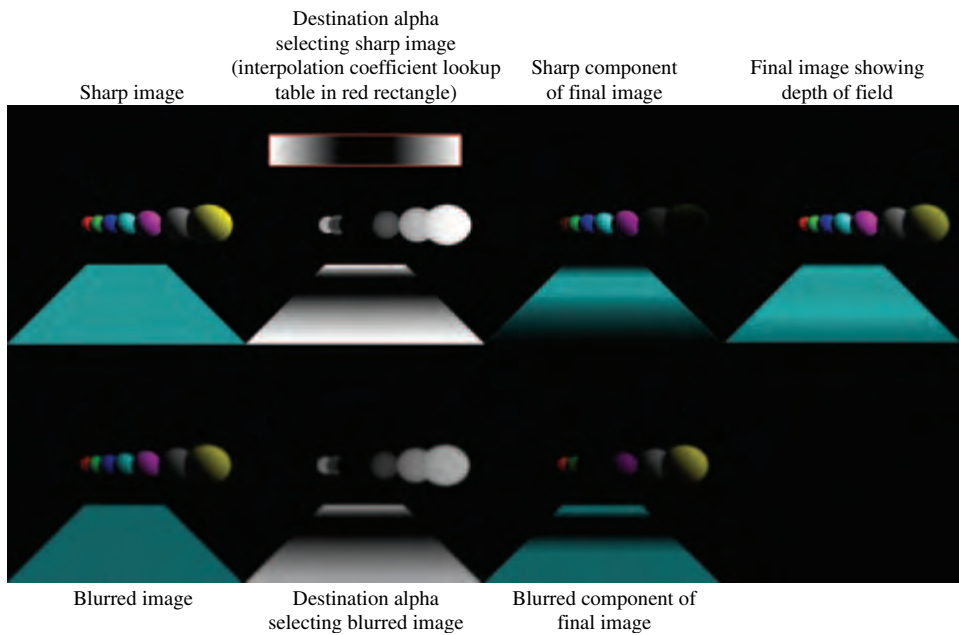 Sharp image
Destination alpha
selecting sharp image
(interpolation coefficient lookup
table in red rectangle)
Sharp component
of final image
Final image showing
depth of field
Blurred image
Destination alpha
selecting blurred image
Blurred component of
final image